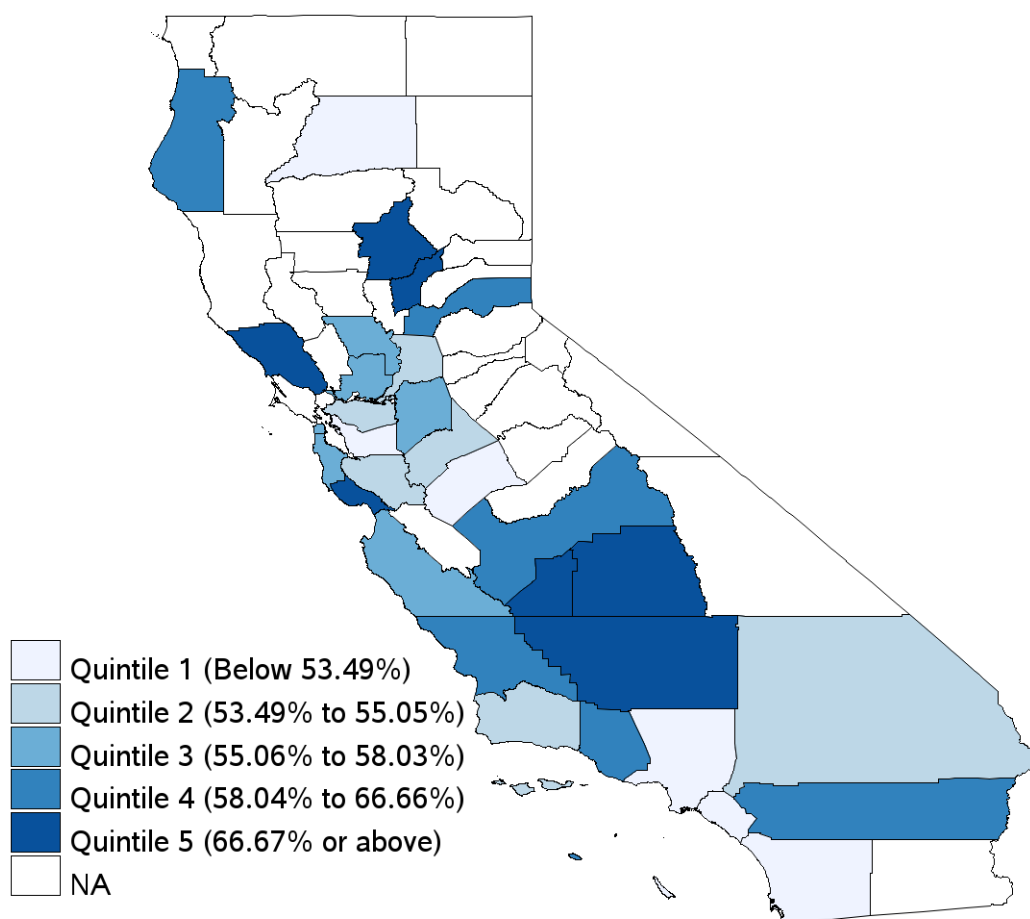 Quintile 1 (Below 53.49%)
Quintile 2 (53.49% to 55.05%)
Quintile 3 (55.06% to 58.03%)
Quintile 4 (58.04% to 66.66%)
Quintile 5 (66.67% or above)
NA